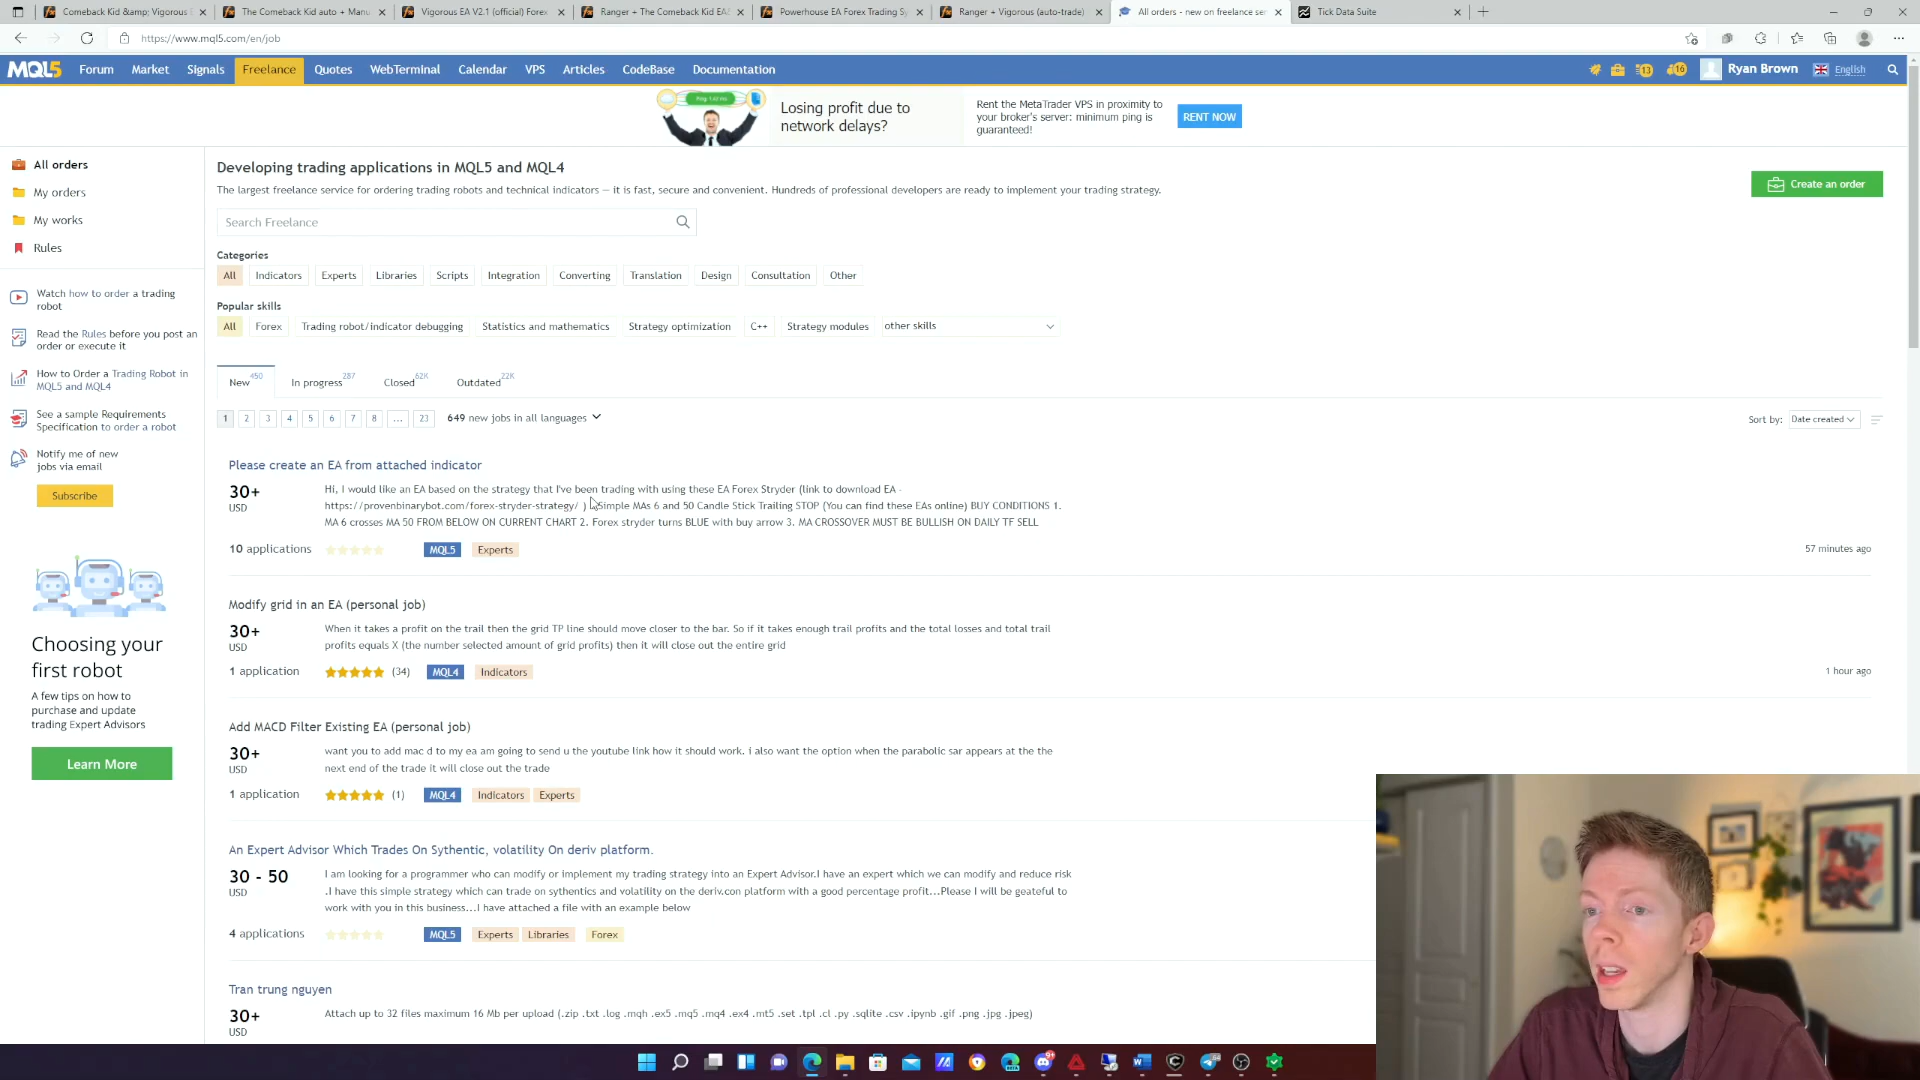 Comeback Kid &amp; Vigorous E
The Comeback Kid auto + Manu
Vigorous EA V2.1 (official) Forex
Ranger + The Comeback Kid EA
Powerhouse EA Forex Trading Sy
Ranger + Vigorous (auto-trade)
All orders - new on freelance ser
Tick Data Suite
https://www.mql5.com/en/job
MQL5
Forum
Market
Signals
Freelance
Quotes
WebTerminal
Calendar
VPS
Articles
CodeBase
Documentation
13
16
Ryan Brown
English
Losing profit due to
network delays?
Rent the MetaTrader VPS in proximity to
your broker's server: minimum ping is
guaranteed!
RENT NOW
All orders
My orders
My works
Rules
Watch how to order a trading
robot
Read the Rules before you post an
order or execute it
How to Order a Trading Robot in
MQL5 and MQL4
See a sample Requirements
Specification to order a robot
Notify me of new
jobs via email
Subscribe
Choosing your
first robot
A few tips on how to
purchase and update
trading Expert Advisors
Learn More
Developing trading applications in MQL5 and MQL4
The largest freelance service for ordering trading robots and technical indicators — it is fast, secure and convenient. Hundreds of professional developers are ready to implement your trading strategy.
Create an order
Search Freelance
Categories
All
Indicators
Experts
Libraries
Scripts
Integration
Converting
Translation
Design
Consultation
Other
Popular skills
All
Forex
Trading robot/indicator debugging
Statistics and mathematics
Strategy optimization
C++
Strategy modules
other skills
New 450
In progress 287
Closed 62K
Outdated 22K
1 2 3 4 5 6 7 8 ... 23
649 new jobs in all languages
Sort by: Date created
Please create an EA from attached indicator
30+
USD
Hi, I would like an EA based on the strategy that I've been trading with using these EA Forex Stryder (link to download EA -
https://provenbinarybot.com/forex-stryder-strategy/ ) Simple MAs 6 and 50 Candle Stick Trailing STOP (You can find these EAs online) BUY CONDITIONS 1.
MA 6 crosses MA 50 FROM BELOW ON CURRENT CHART 2. Forex stryder turns BLUE with buy arrow 3. MA CROSSOVER MUST BE BULLISH ON DAILY TF SELL
10 applications
MQL5
Experts
57 minutes ago
Modify grid in an EA (personal job)
30+
USD
When it takes a profit on the trail then the grid TP line should move closer to the bar. So if it takes enough trail profits and the total losses and total trail
profits equals X (the number selected amount of grid profits) then it will close out the entire grid
1 application
(34)
MQL4
Indicators
1 hour ago
Add MACD Filter Existing EA (personal job)
30+
USD
want you to add mac d to my ea am going to send u the youtube link how it should work. i also want the option when the parabolic sar appears at the the
next end of the trade it will close out the trade
1 application
(1)
MQL4
Indicators
Experts
An Expert Advisor Which Trades On Sythentic, volatility On deriv platform.
30 - 50
USD
I am looking for a programmer who can modify or implement my trading strategy into an Expert Advisor.I have an expert which we can modify and reduce risk
.I have this simple strategy which can trade on sythentics and volatility on the deriv.con platform with a good percentage profit...Please I will be geateful to
work with you in this business...I have attached a file with an example below
4 applications
MQL5
Experts
Libraries
Forex
Tran trung nguyen
30+
USD
Attach up to 32 files maximum 16 Mb per upload (.zip .txt .log .mqh .ex5 .mq5 .mq4 .ex4 .mt5 .set .tpl .cl .py .sqlite .csv .ipynb .gif .png .jpg .jpeg)